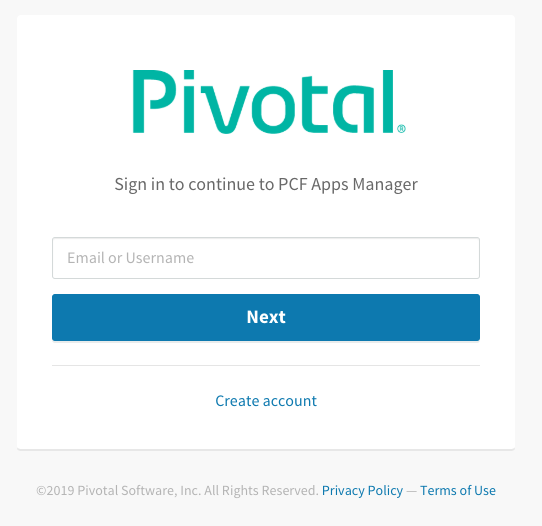 Pivotal®
Sign in to continue to PCF Apps Manager
Email or Username
Next
Create account
©2019 Pivotal Software, Inc. All Rights Reserved. Privacy Policy — Terms of Use